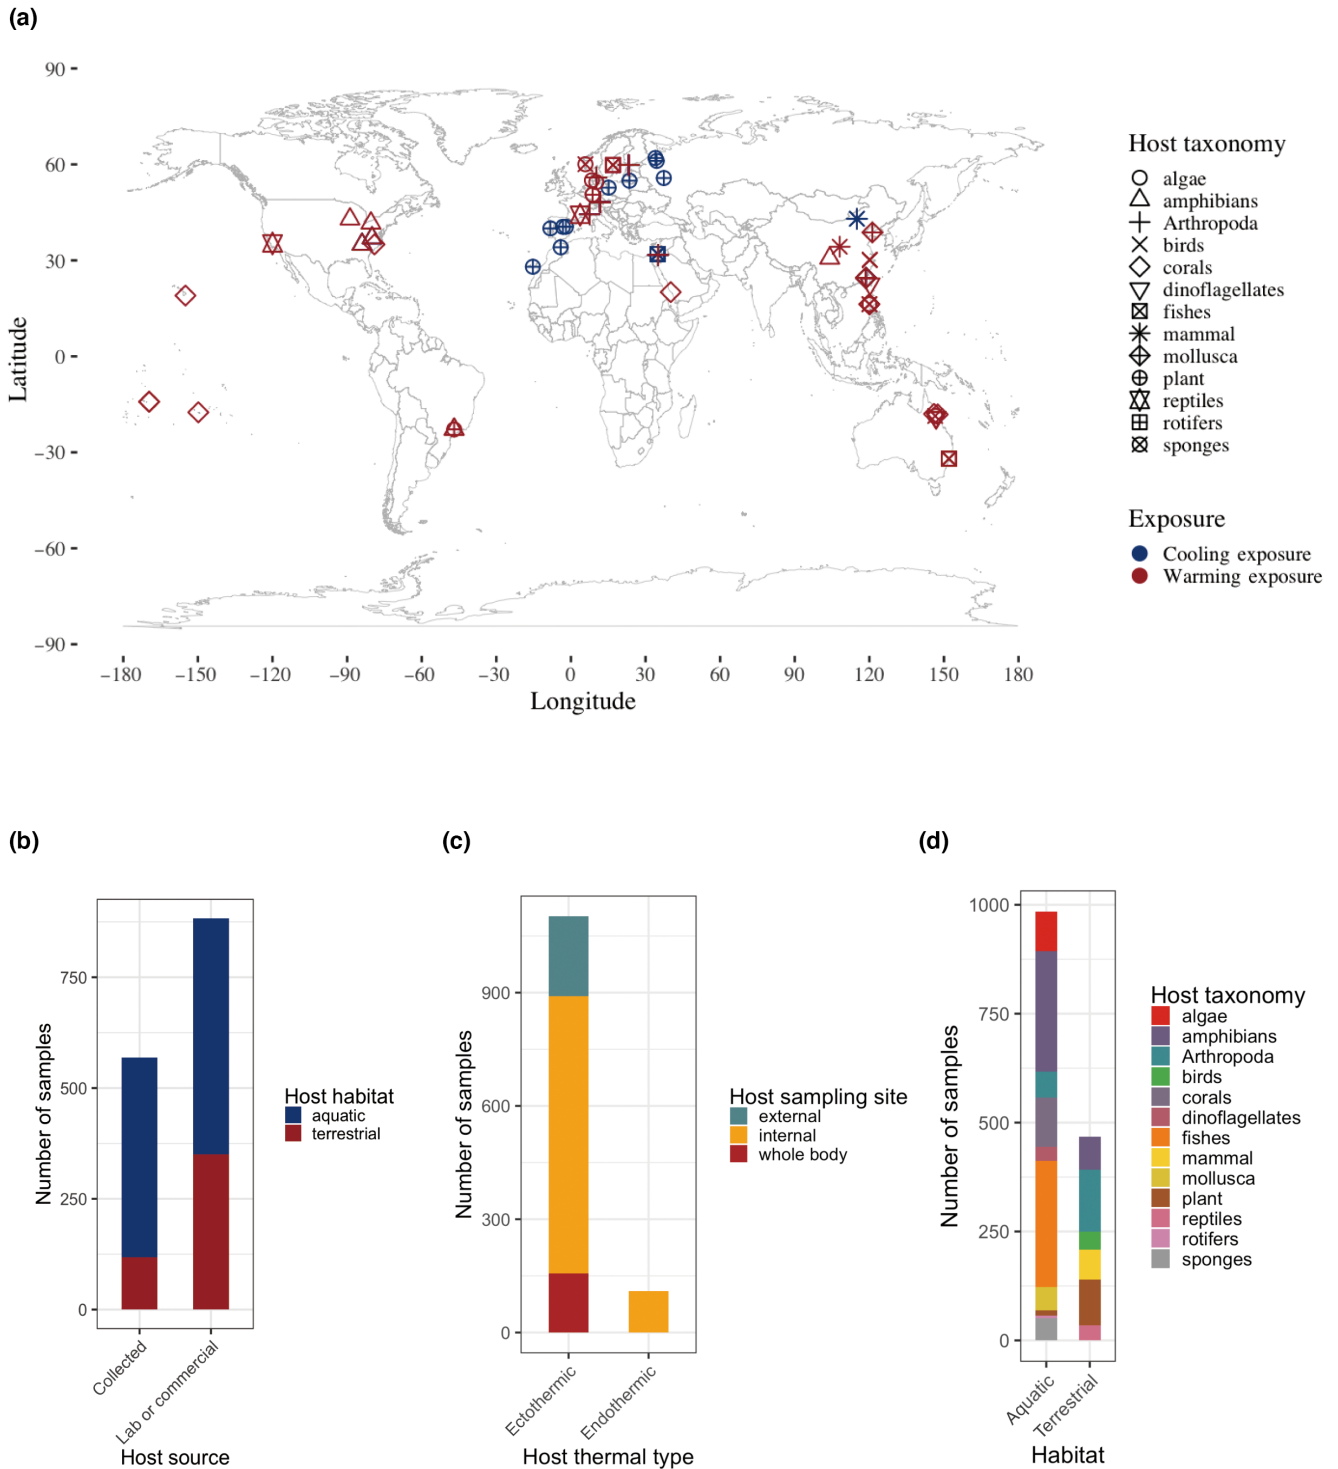 (a)
90
60
30
0
−30
−60
−90
Latitude
−180 −150 −120 −90 −60 −30 0 30 60 90 120 150 180
Longitude
Host taxonomy
algae
amphibians
Arthropoda
birds
corals
dinoflagellates
fishes
mammal
mollusca
plant
reptiles
rotifers
sponges
Exposure
Cooling exposure
Warming exposure
(b)
Number of samples
750
500
250
0
Collected
Lab or commercial
Host source
Host habitat
aquatic
terrestrial
(c)
Number of samples
900
600
300
0
Ectothermic
Endothermic
Host thermal type
Host sampling site
external
internal
whole body
(d)
Number of samples
1000
750
500
250
0
Aquatic
Terrestrial
Habitat
Host taxonomy
algae
amphibians
Arthropoda
birds
corals
dinoflagellates
fishes
mammal
mollusca
plant
reptiles
rotifers
sponges